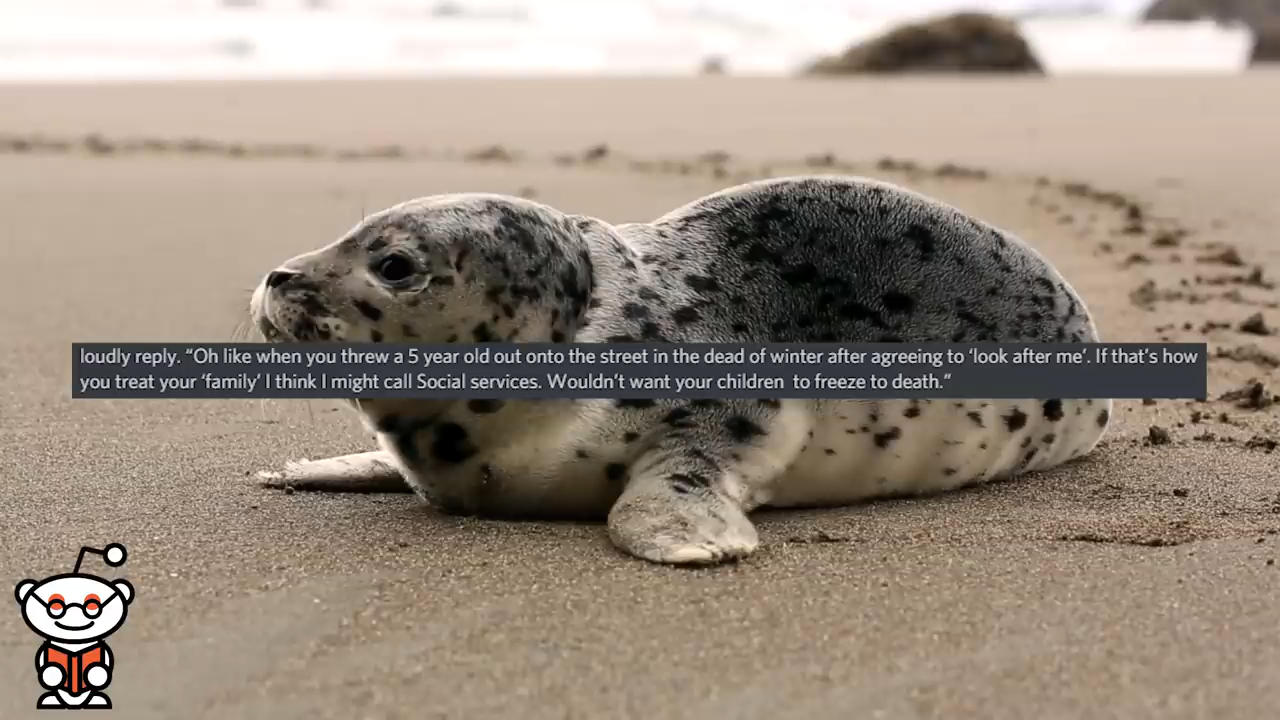 loudly reply. “Oh like when you threw a 5 year old out onto the street in the dead of winter after agreeing to ‘look after me’. If that’s how
you treat your ‘family’ I think I might call Social services. Wouldn’t want your children  to freeze to death.”